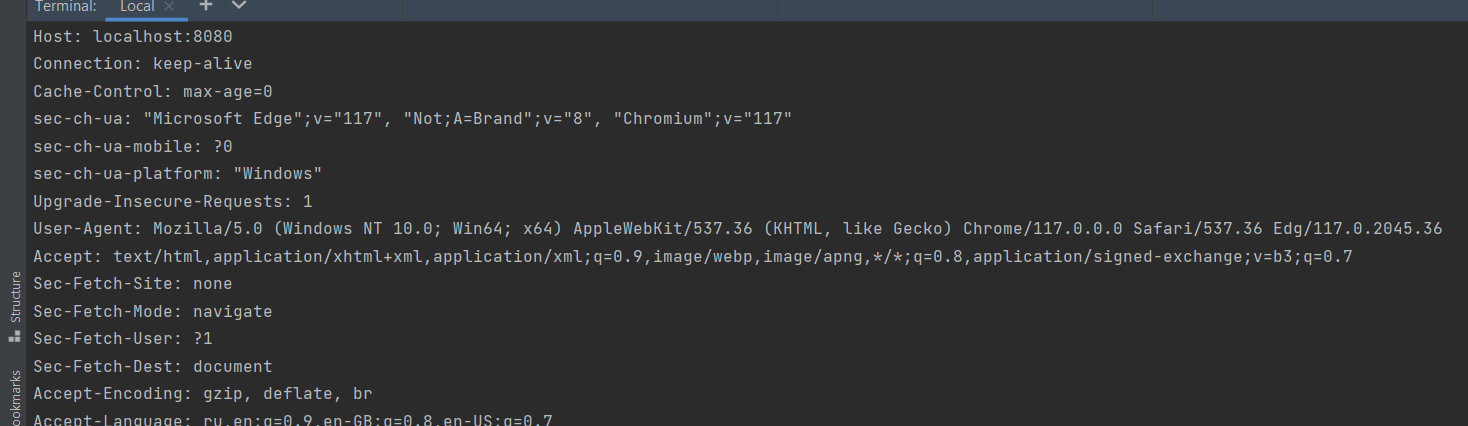 Terminal: Local × + 
Host: localhost:8080
Connection: keep-alive
Cache-Control: max-age=0
sec-ch-ua: "Microsoft Edge";v="117", "Not;A=Brand";v="8", "Chromium";v="117"
sec-ch-ua-mobile: ?0
sec-ch-ua-platform: "Windows"
Upgrade-Insecure-Requests: 1
User-Agent: Mozilla/5.0 (Windows NT 10.0; Win64; x64) AppleWebKit/537.36 (KHTML, like Gecko) Chrome/117.0.0.0 Safari/537.36 Edg/117.0.2045.36
Accept: text/html,application/xhtml+xml,application/xml;q=0.9,image/webp,image/apng,*/*;q=0.8,application/signed-exchange;v=b3;q=0.7
Sec-Fetch-Site: none
Sec-Fetch-Mode: navigate
Sec-Fetch-User: ?1
Sec-Fetch-Dest: document
Accept-Encoding: gzip, deflate, br
Accept-Language: ru,en;q=0.9,en-GB;q=0.8,en-US;q=0.7
Structure
ookmarks